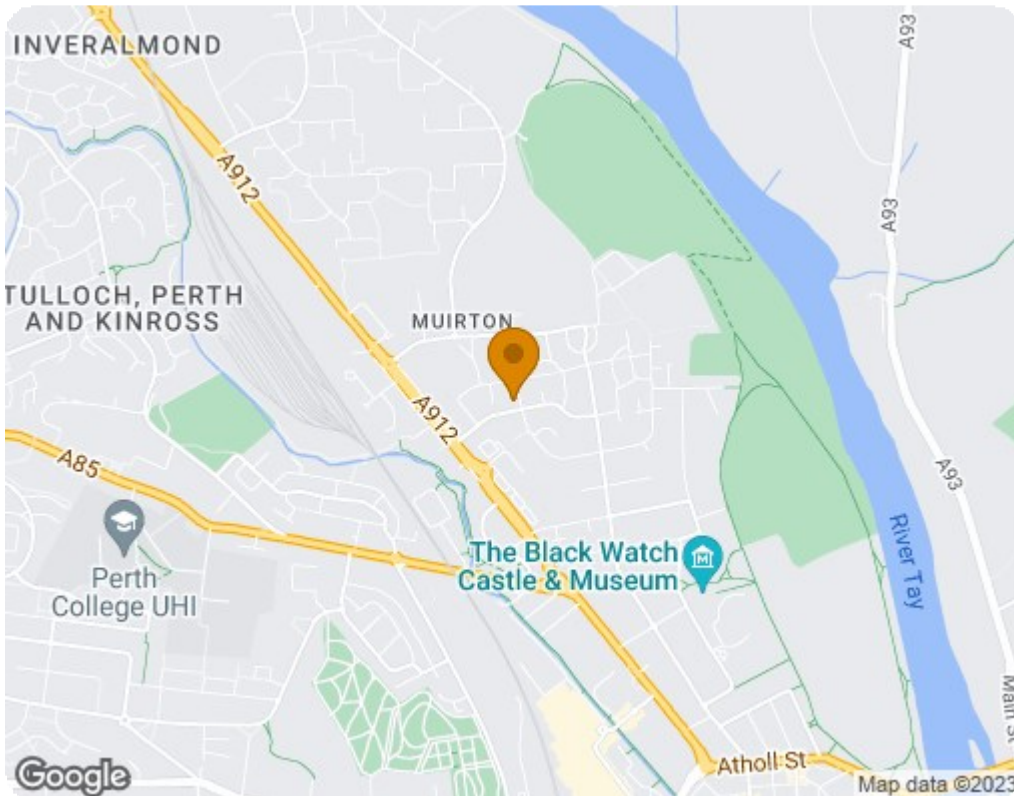 INVERALMOND
A93
A912
A93
TULLOCH, PERTH
AND KINROSS
MUIRTON
A912
A85
A93
The Black Watch
Castle & Museum
River Tay
Perth
College UHI
Main St
Atholl St
Google
Map data ©2023